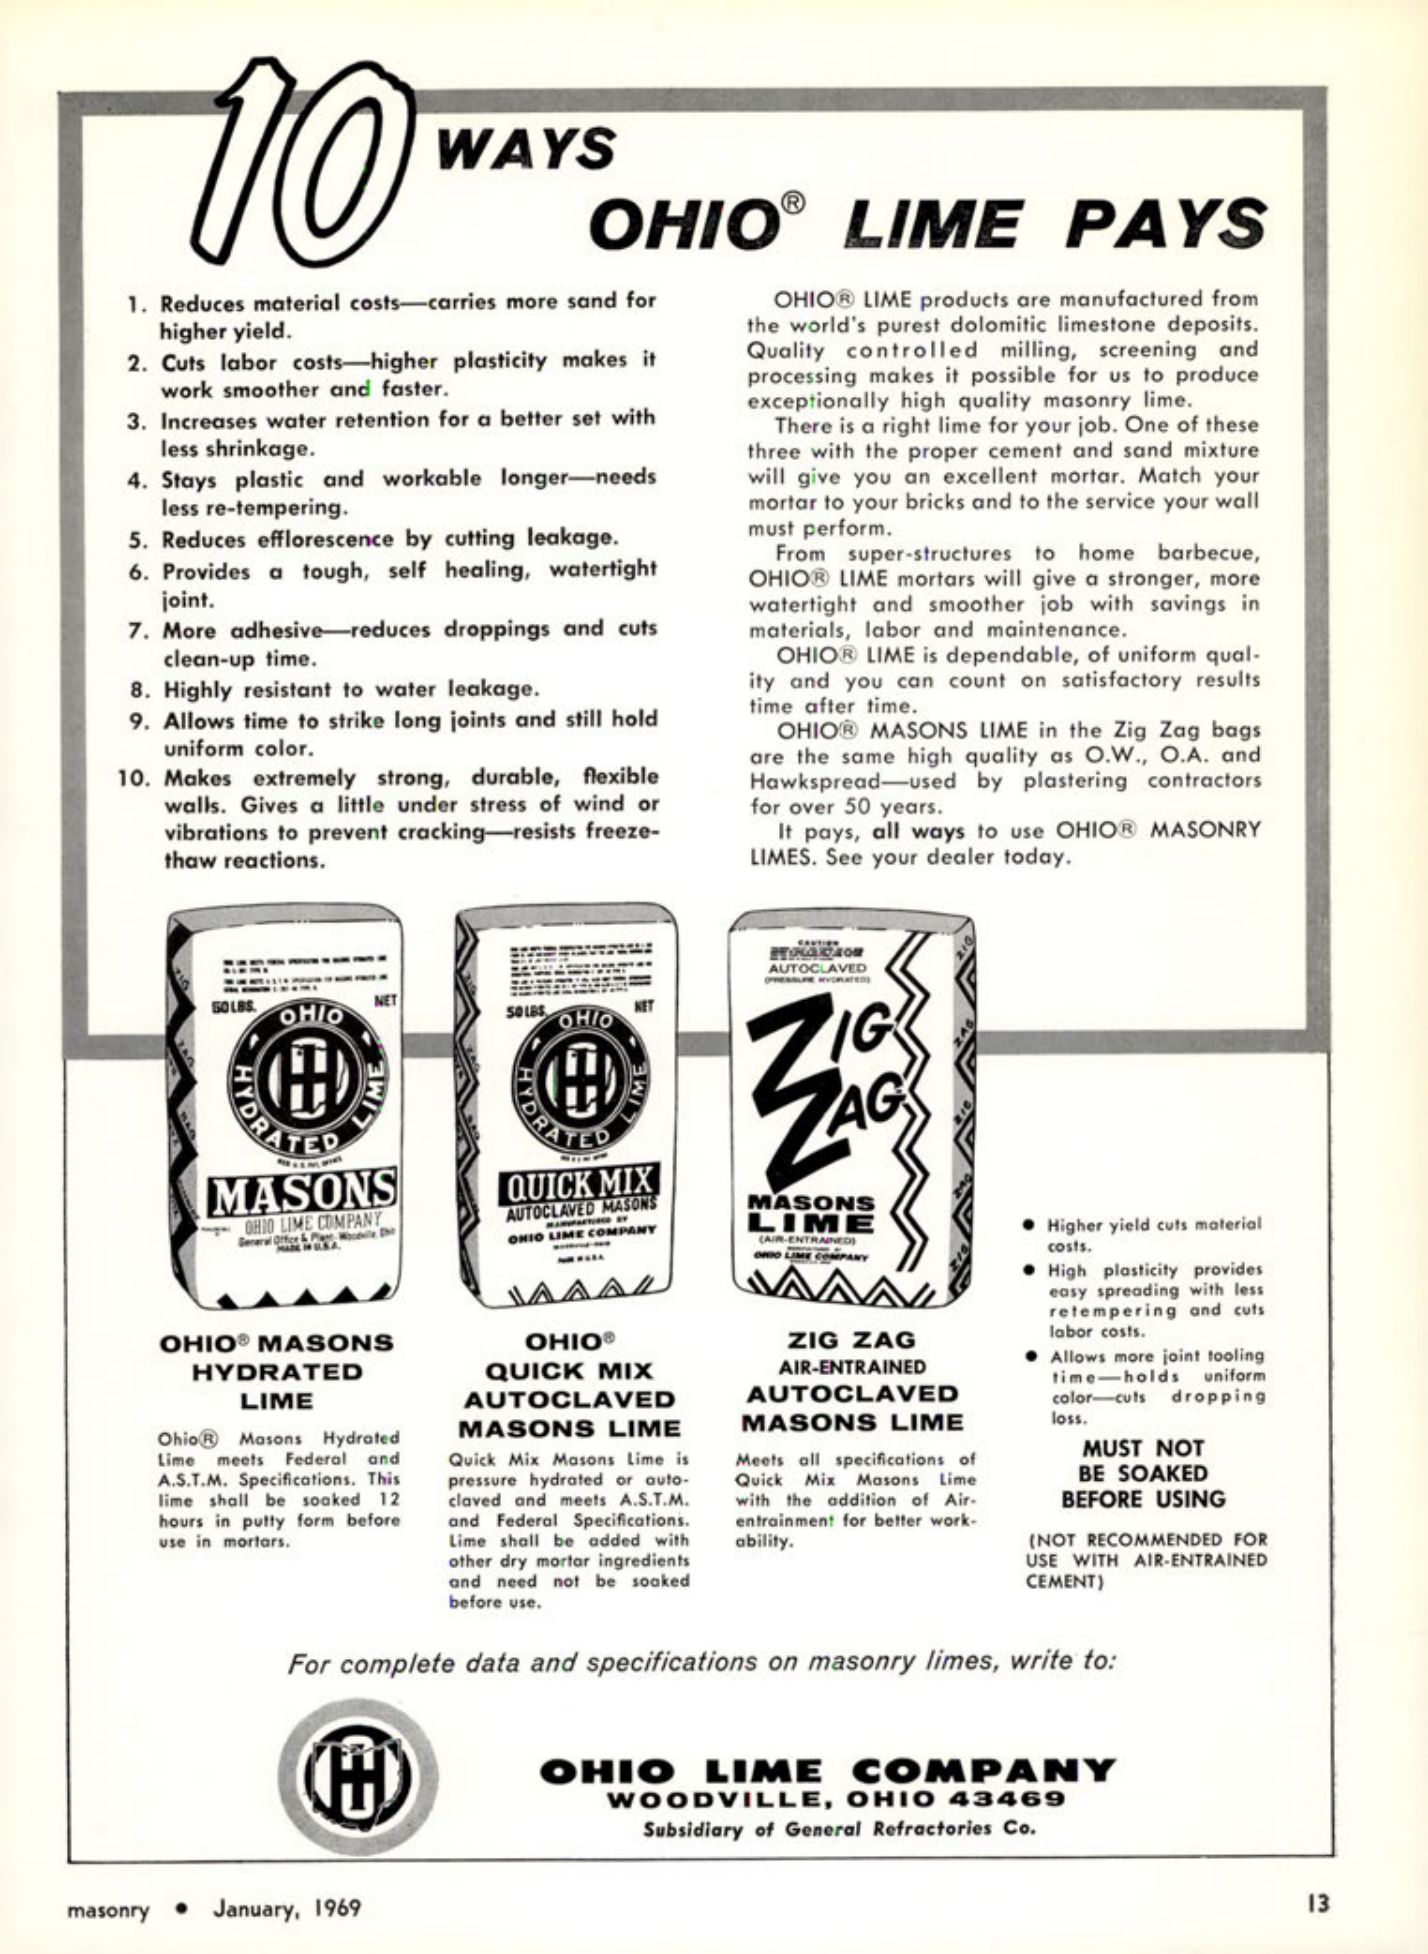 10 WAYS
OHIO® LIME PAYS
1. Reduces material costs—carries more sand for
higher yield.
2. Cuts labor costs—higher plasticity makes it
work smoother and faster.
3. Increases water retention for a better set with
less shrinkage.
4. Stays plastic and workable longer—needs
less re-tempering.
5. Reduces efflorescence by cutting leakage.
6. Provides a tough, self healing, watertight
joint.
7. More adhesive—reduces droppings and cuts
clean-up time.
8. Highly resistant to water leakage.
9. Allows time to strike long joints and still hold
uniform color.
10. Makes extremely strong, durable, flexible
walls. Gives a little under stress of wind or
vibrations to prevent cracking—resists freeze-
thaw reactions.
OHIO® LIME products are manufactured from
the world's purest dolomitic limestone deposits.
Quality controlled milling, screening and
processing makes it possible for us to produce
exceptionally high quality masonry lime.
There is a right lime for your job. One of these
three with the proper cement and sand mixture
will give you an excellent mortar. Match your
mortar to your bricks and to the service your wall
must perform.
From super-structures to home barbecue,
OHIO® LIME mortars will give a stronger, more
watertight and smoother job with savings in
materials, labor and maintenance.
OHIO® LIME is dependable, of uniform qual-
ity and you can count on satisfactory results
time after time.
OHIO® MASONS LIME in the Zig Zag bags
are the same high quality as O.W., O.A. and
Hawkspread—used by plastering contractors
for over 50 years.
It pays, all ways to use OHIO® MASONRY
LIMES. See your dealer today.
50 LBS. NET
OHIO
HYDRATED LIME
MASONS
OHIO LIME COMPANY
General Office & Plant-Woodville, Ohio
MADE IN U.S.A.
50 LBS. NET
OHIO
HYDRATED LIME
QUICK MIX
AUTOCLAVED MASONS
MANUFACTURED BY
OHIO LIME COMPANY
MADE IN U.S.A.
CAUTION
AUTOCLAVED
(PRESSURE HYDRATED)
ZIG
ZAG
MASONS
LIME
(AIR-ENTRAINED)
MANUFACTURED BY
OHIO LIME COMPANY
OHIO® MASONS
HYDRATED
LIME
Ohio® Masons Hydrated
Lime meets Federal and
A.S.T.M. Specifications. This
lime shall be soaked 12
hours in putty form before
use in mortars.
OHIO®
QUICK MIX
AUTOCLAVED
MASONS LIME
Quick Mix Masons Lime is
pressure hydrated or auto-
claved and meets A.S.T.M.
and Federal Specifications.
Lime shall be added with
other dry mortar ingredients
and need not be soaked
before use.
ZIG ZAG
AIR-ENTRAINED
AUTOCLAVED
MASONS LIME
Meets all specifications of
Quick Mix Masons Lime
with the addition of Air-
entrainment for better work-
ability.
● Higher yield cuts material
costs.
● High plasticity provides
easy spreading with less
retempering and cuts
labor costs.
● Allows more joint tooling
time—holds uniform
color—cuts dropping
loss.
MUST NOT
BE SOAKED
BEFORE USING
(NOT RECOMMENDED FOR
USE WITH AIR-ENTRAINED
CEMENT)
For complete data and specifications on masonry limes, write to:
OHIO LIME COMPANY
WOODVILLE, OHIO 43469
Subsidiary of General Refractories Co.
masonry ● January, 1969
13